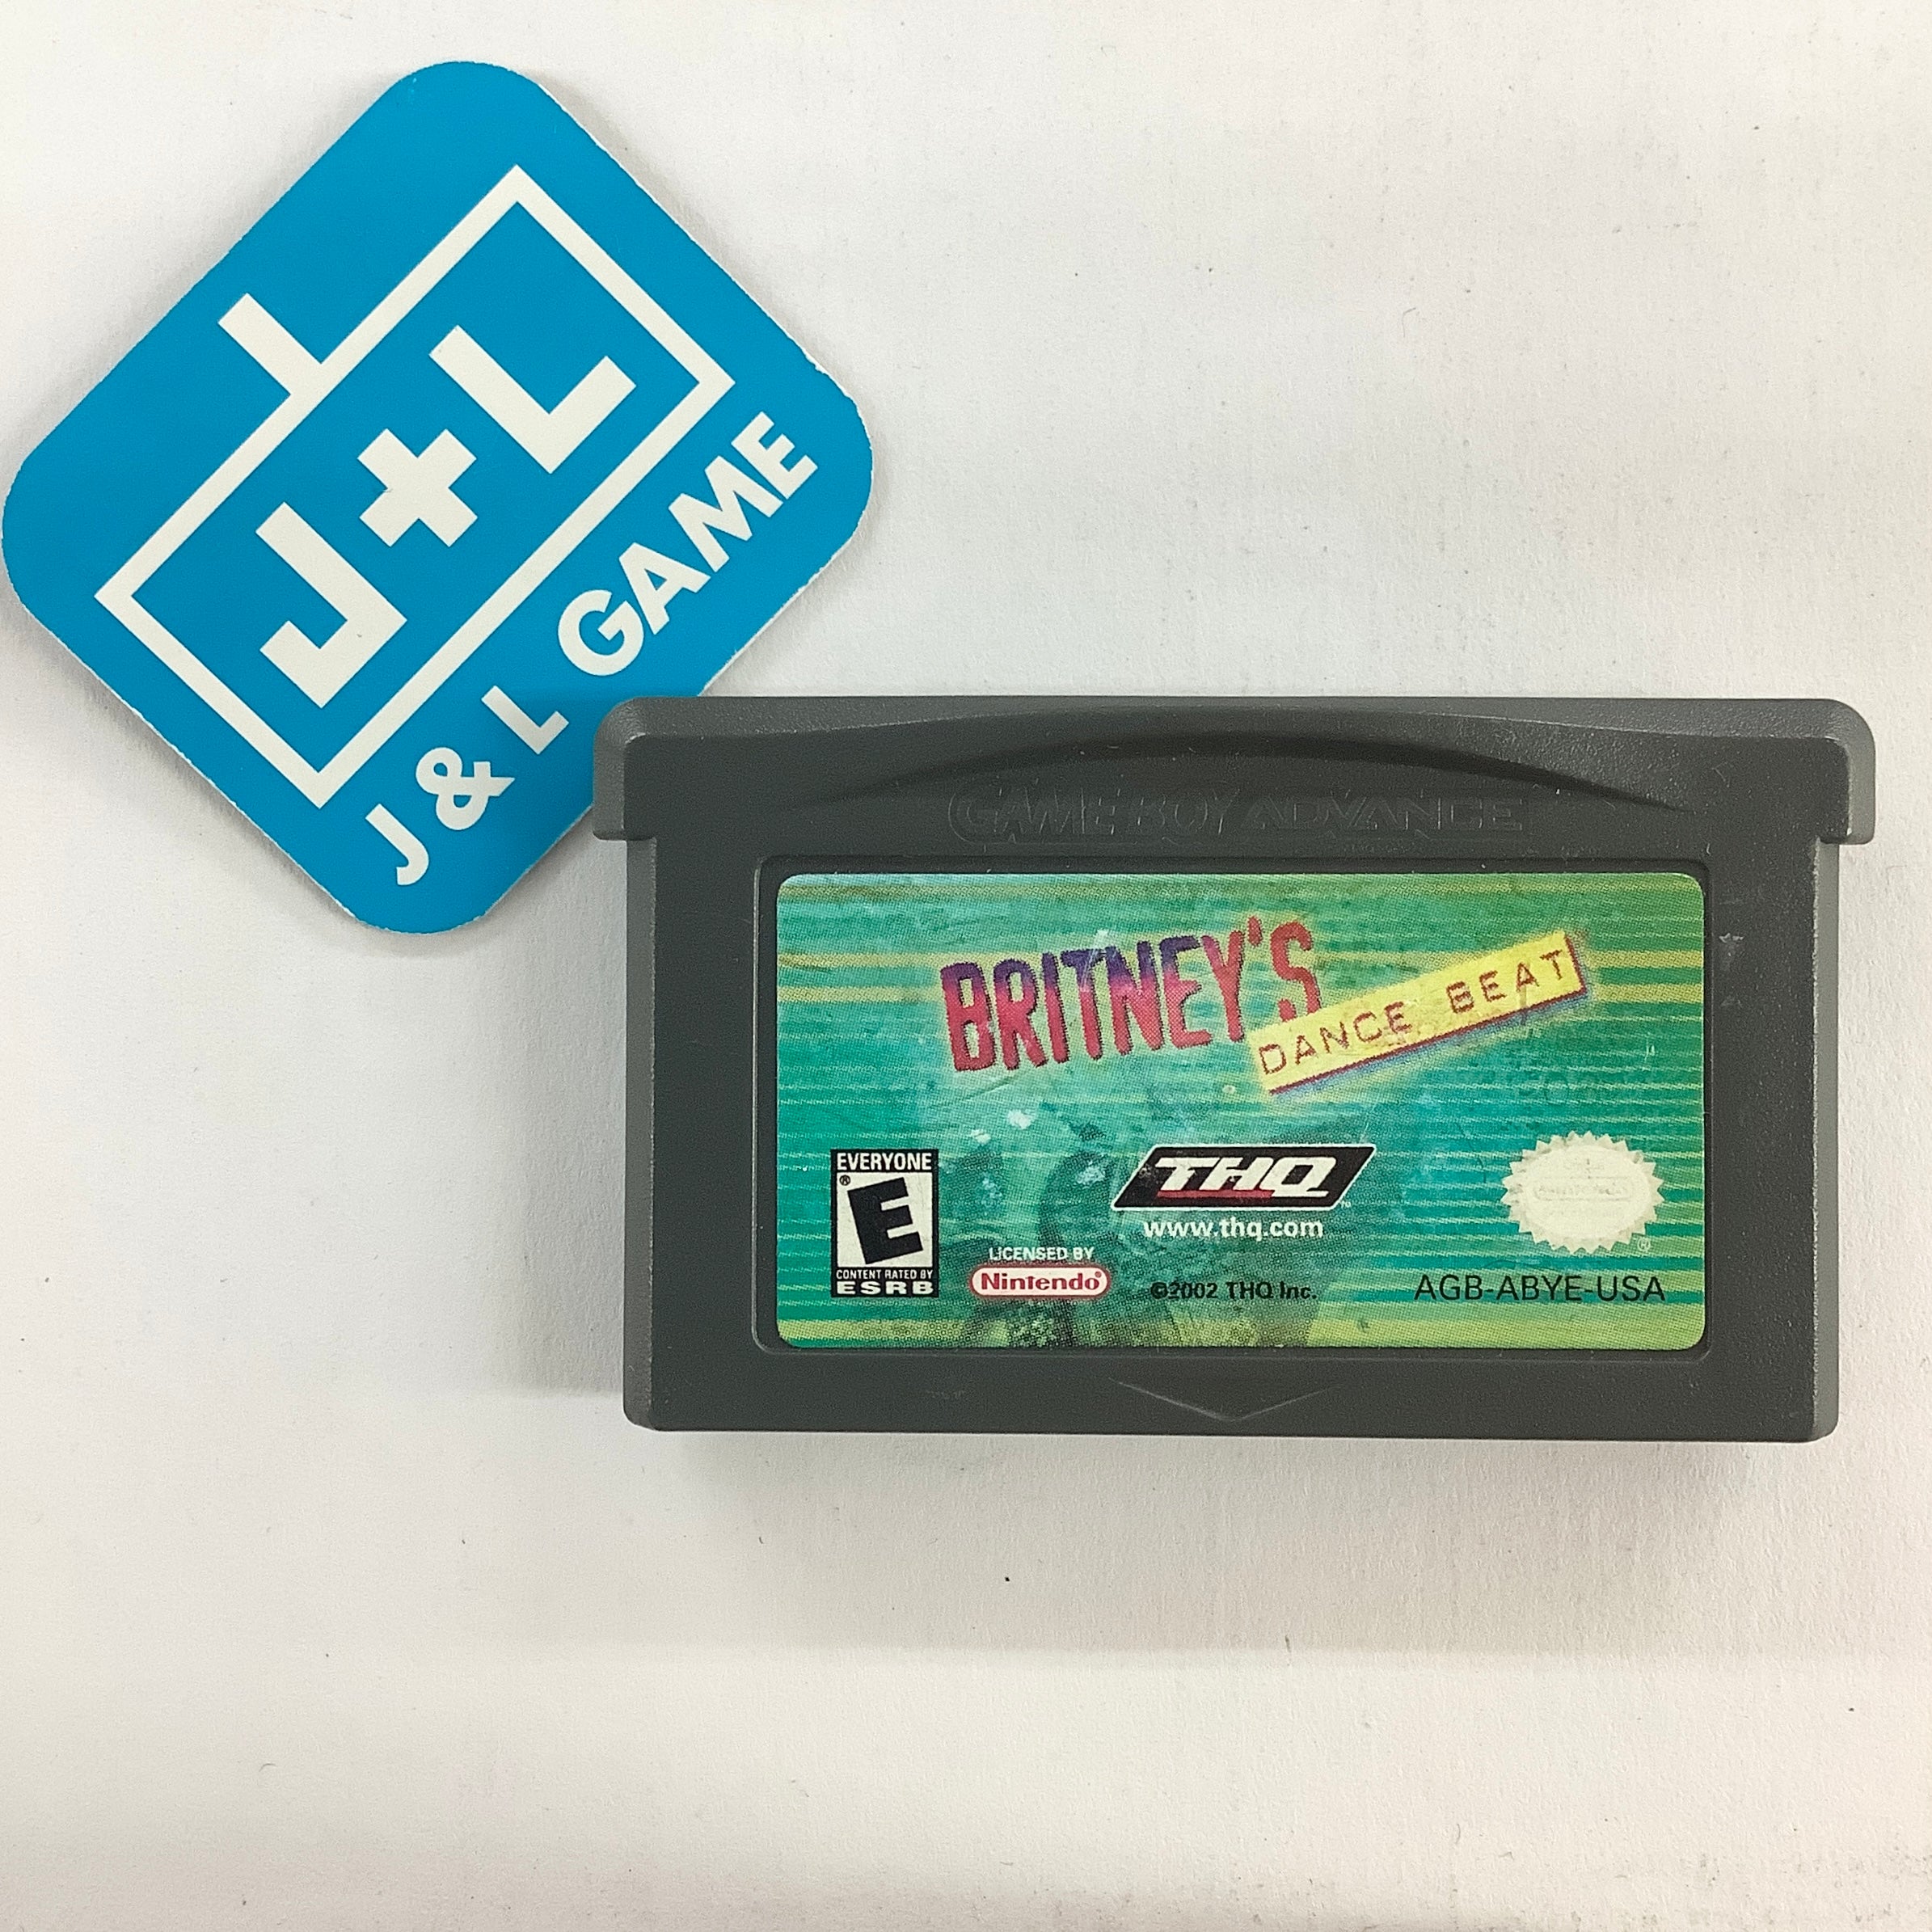 J+L
J & L GAME
GAME BOY ADVANCE
BRITNEY'S
DANCE BEAT
EVERYONE
E
CONTENT RATED BY
ESRB
LICENSED BY
Nintendo®
THQ™
www.thq.com
©2002 THQ Inc.
®
AGB-ABYE-USA